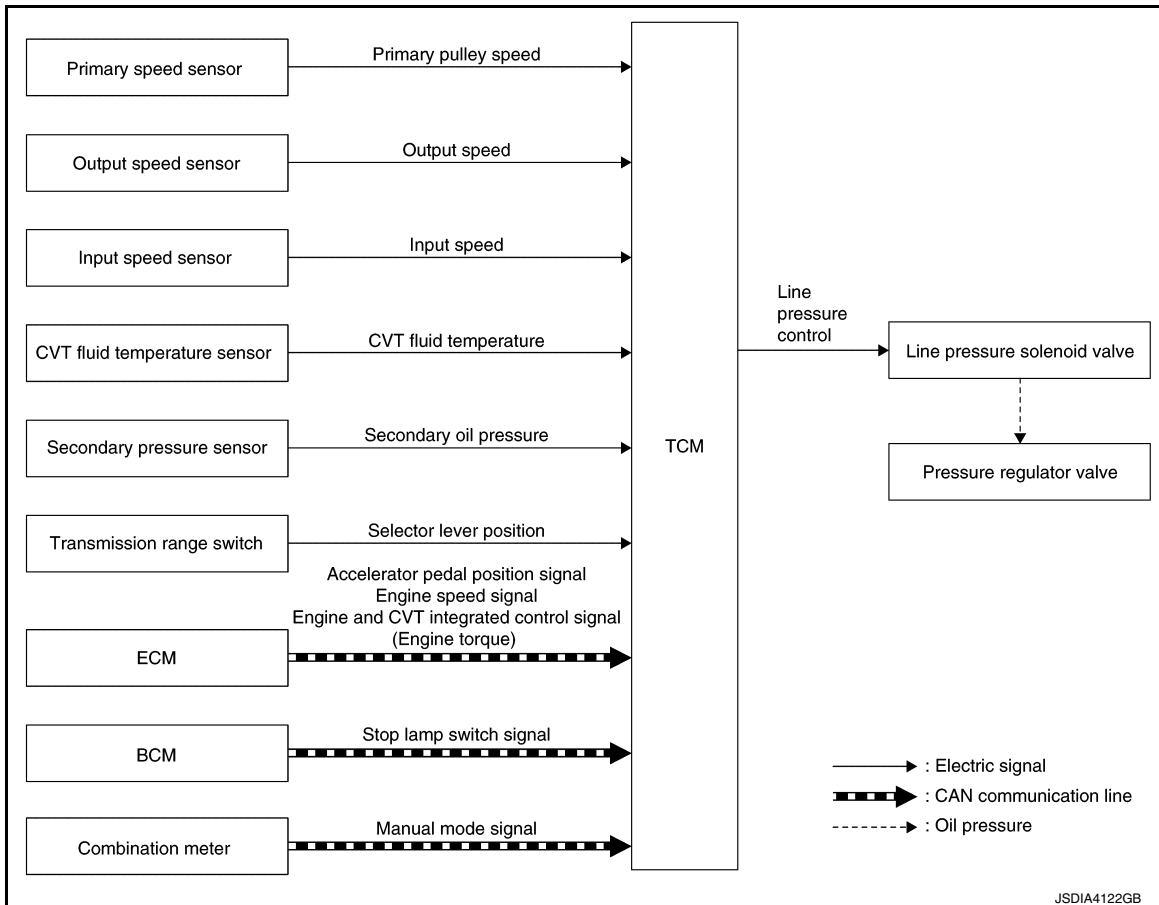 Primary speed sensor
Primary pulley speed
Output speed sensor
Output speed
Input speed sensor
Input speed
CVT fluid temperature sensor
CVT fluid temperature
Secondary pressure sensor
Secondary oil pressure
Transmission range switch
Selector lever position
ECM
Accelerator pedal position signal
Engine speed signal
Engine and CVT integrated control signal
(Engine torque)
BCM
Stop lamp switch signal
Combination meter
Manual mode signal
TCM
Line
pressure
control
Line pressure solenoid valve
Pressure regulator valve
: Electric signal
: CAN communication line
: Oil pressure
JSDIA4122GB